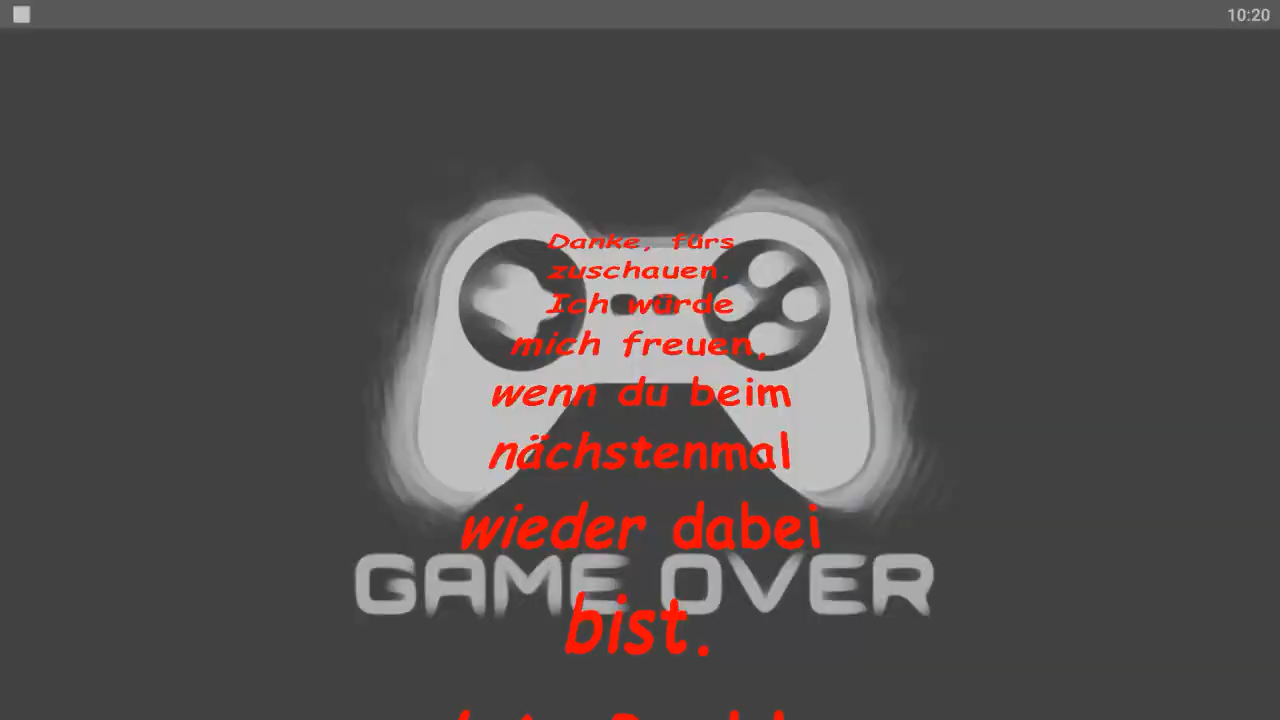 10:20
Danke, fürs
zuschauen.
Ich würde
mich freuen,
wenn du beim
nächstenmal
wieder dabei
GAME OVER
bist.